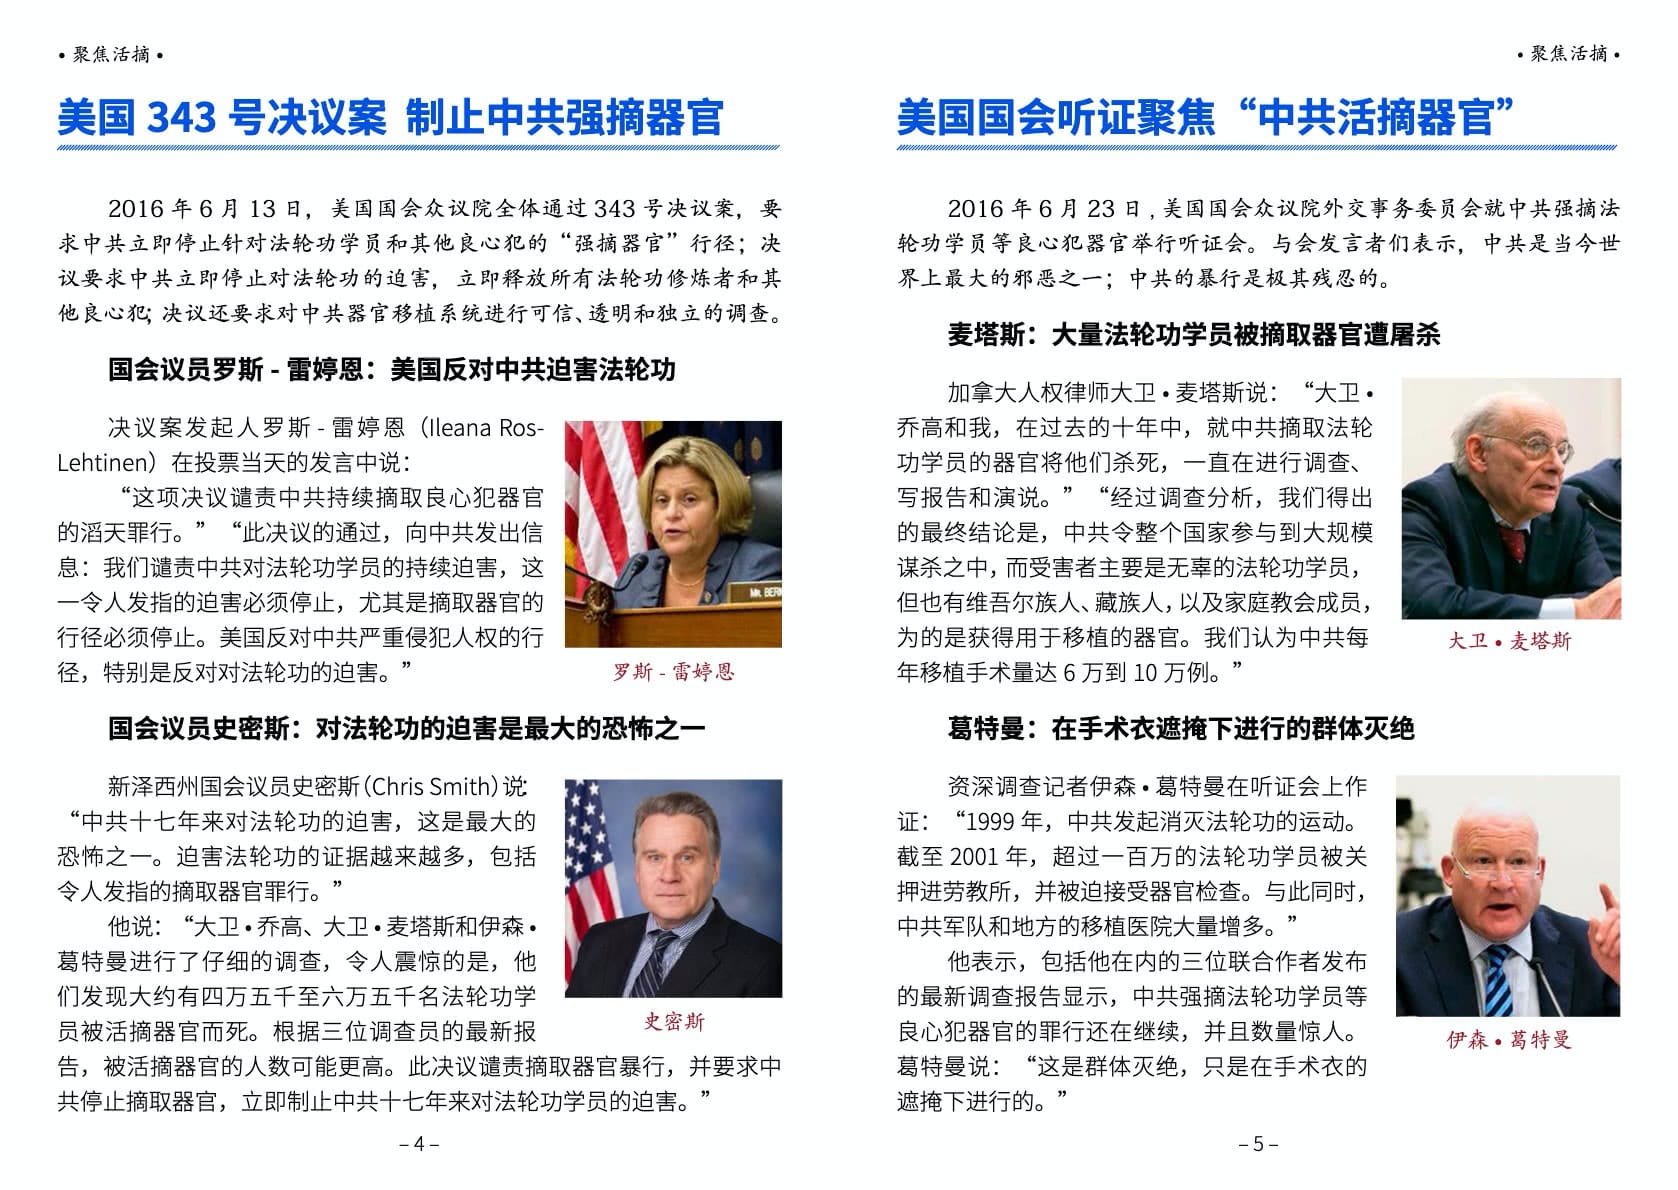 • 聚焦活摘 •
美国 343 号决议案 制止中共强摘器官
2016 年 6 月 13 日，美国国会众议院全体通过 343 号决议案，要
求中共立即停止针对法轮功学员和其他良心犯的“强摘器官”行径；决
议要求中共立即停止对法轮功的迫害，立即释放所有法轮功修炼者和其
他良心犯；决议还要求对中共器官移植系统进行可信、透明和独立的调查。
国会议员罗斯 - 雷婷恩：美国反对中共迫害法轮功
决议案发起人罗斯 - 雷婷恩（Ileana Ros-
Lehtinen）在投票当天的发言中说：
“这项决议谴责中共持续摘取良心犯器官
的滔天罪行。”“此决议的通过，向中共发出信
息：我们谴责中共对法轮功学员的持续迫害，这
一令人发指的迫害必须停止，尤其是摘取器官的
行径必须停止。美国反对中共严重侵犯人权的行
径，特别是反对对法轮功的迫害。”
MR. BERM
罗斯 - 雷婷恩
国会议员史密斯：对法轮功的迫害是最大的恐怖之一
新泽西州国会议员史密斯（Chris Smith）说：
“中共十七年来对法轮功的迫害，这是最大的
恐怖之一。迫害法轮功的证据越来越多，包括
令人发指的摘取器官罪行。”
他说：“大卫 • 乔高、大卫 • 麦塔斯和伊森 •
葛特曼进行了仔细的调查，令人震惊的是，他
们发现大约有四万五千至六万五千名法轮功学
员被活摘器官而死。根据三位调查员的最新报
告，被活摘器官的人数可能更高。此决议谴责摘取器官暴行，并要求中
共停止摘取器官，立即制止中共十七年来对法轮功学员的迫害。”
史密斯
– 4 –
• 聚焦活摘 •
美国国会听证聚焦“中共活摘器官”
2016 年 6 月 23 日 , 美国国会众议院外交事务委员会就中共强摘法
轮功学员等良心犯器官举行听证会。与会发言者们表示，中共是当今世
界上最大的邪恶之一；中共的暴行是极其残忍的。
麦塔斯：大量法轮功学员被摘取器官遭屠杀
加拿大人权律师大卫 • 麦塔斯说：“大卫 •
乔高和我，在过去的十年中，就中共摘取法轮
功学员的器官将他们杀死，一直在进行调查、
写报告和演说。”“经过调查分析，我们得出
的最终结论是，中共令整个国家参与到大规模
谋杀之中，而受害者主要是无辜的法轮功学员，
但也有维吾尔族人、藏族人，以及家庭教会成员，
为的是获得用于移植的器官。我们认为中共每
年移植手术量达 6 万到 10 万例。”
大卫 • 麦塔斯
葛特曼：在手术衣遮掩下进行的群体灭绝
资深调查记者伊森 • 葛特曼在听证会上作
证：“1999 年，中共发起消灭法轮功的运动。
截至 2001 年，超过一百万的法轮功学员被关
押进劳教所，并被迫接受器官检查。与此同时，
中共军队和地方的移植医院大量增多。”
他表示，包括他在内的三位联合作者发布
的最新调查报告显示，中共强摘法轮功学员等
良心犯器官的罪行还在继续，并且数量惊人。
葛特曼说：“这是群体灭绝，只是在手术衣的
遮掩下进行的。”
伊森 • 葛特曼
– 5 –